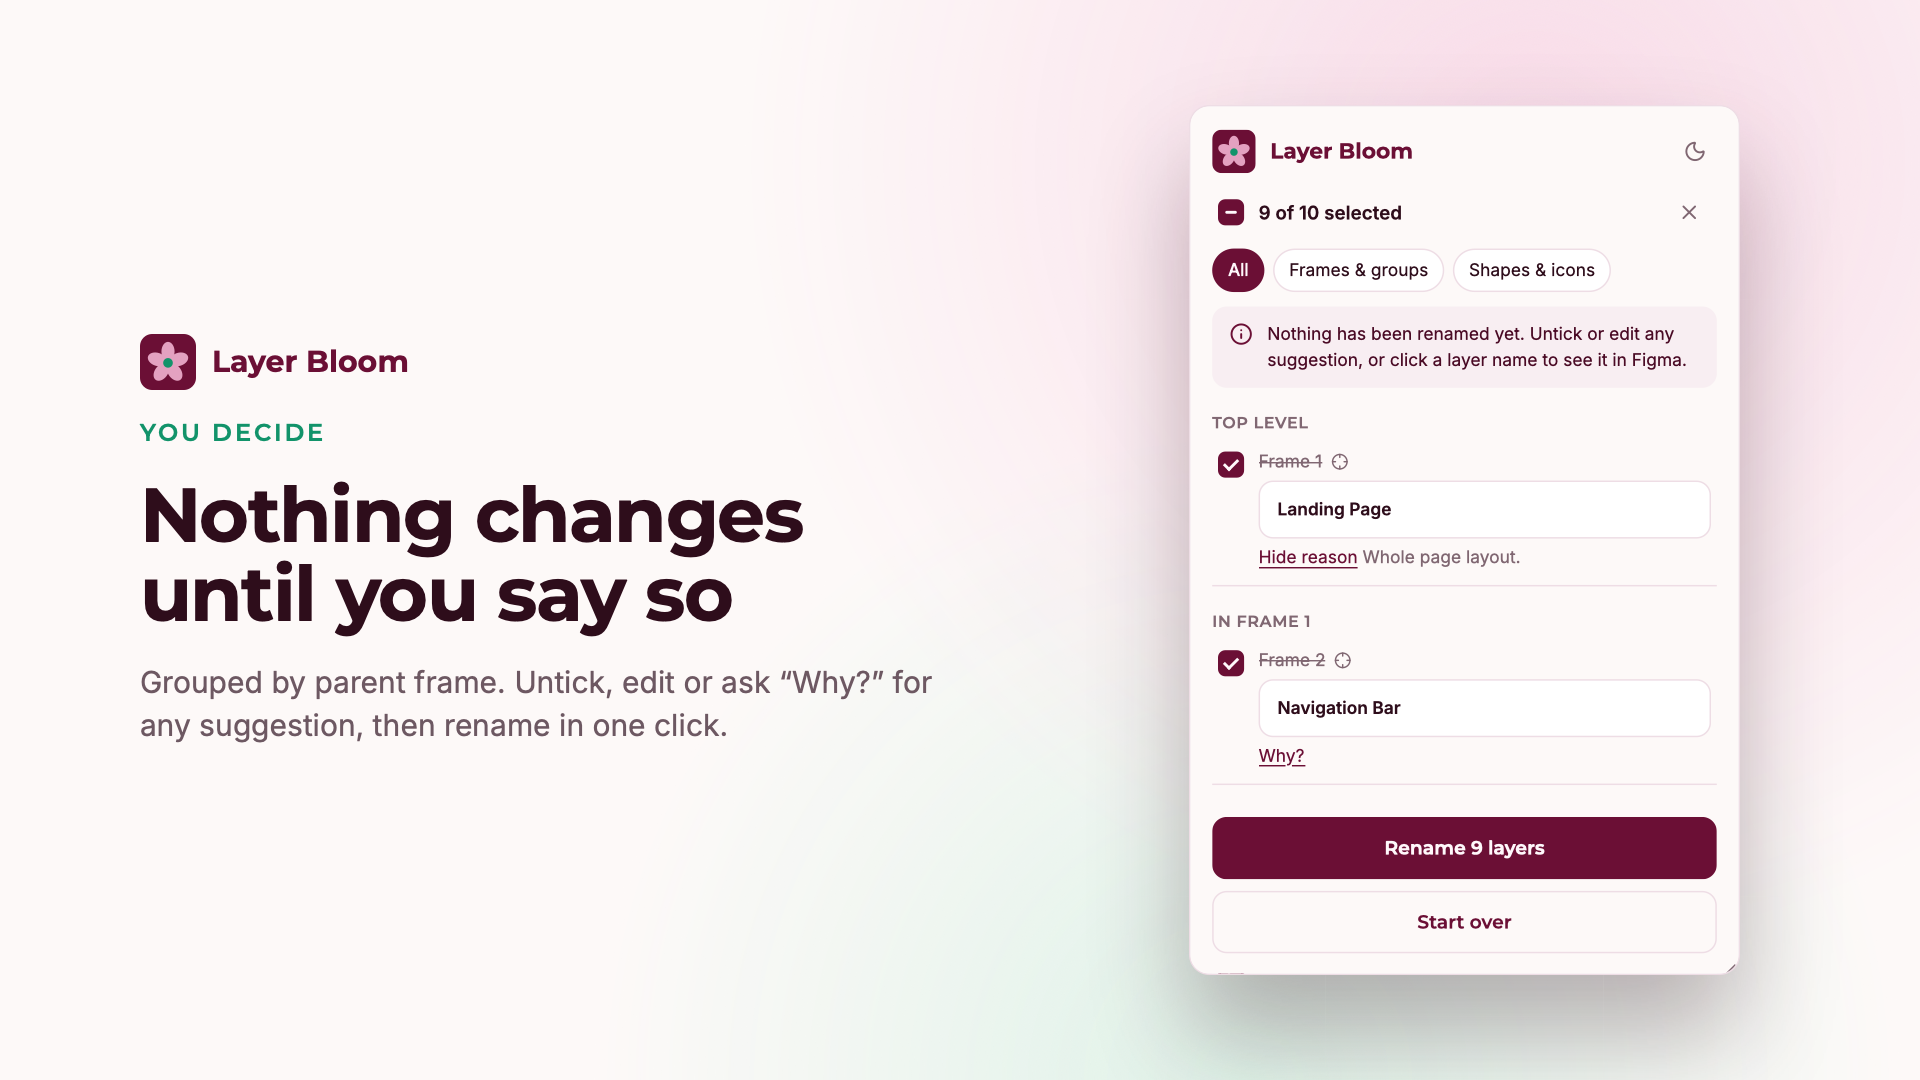 Layer Bloom
YOU DECIDE
Nothing changes
until you say so
Grouped by parent frame. Untick, edit or ask “Why?” for
any suggestion, then rename in one click.
Layer Bloom
9 of 10 selected
All
Frames & groups
Shapes & icons
Nothing has been renamed yet. Untick or edit any
suggestion, or click a layer name to see it in Figma.
TOP LEVEL
Frame 1
Landing Page
Hide reason Whole page layout.
IN FRAME 1
Frame 2
Navigation Bar
Why?
Rename 9 layers
Start over